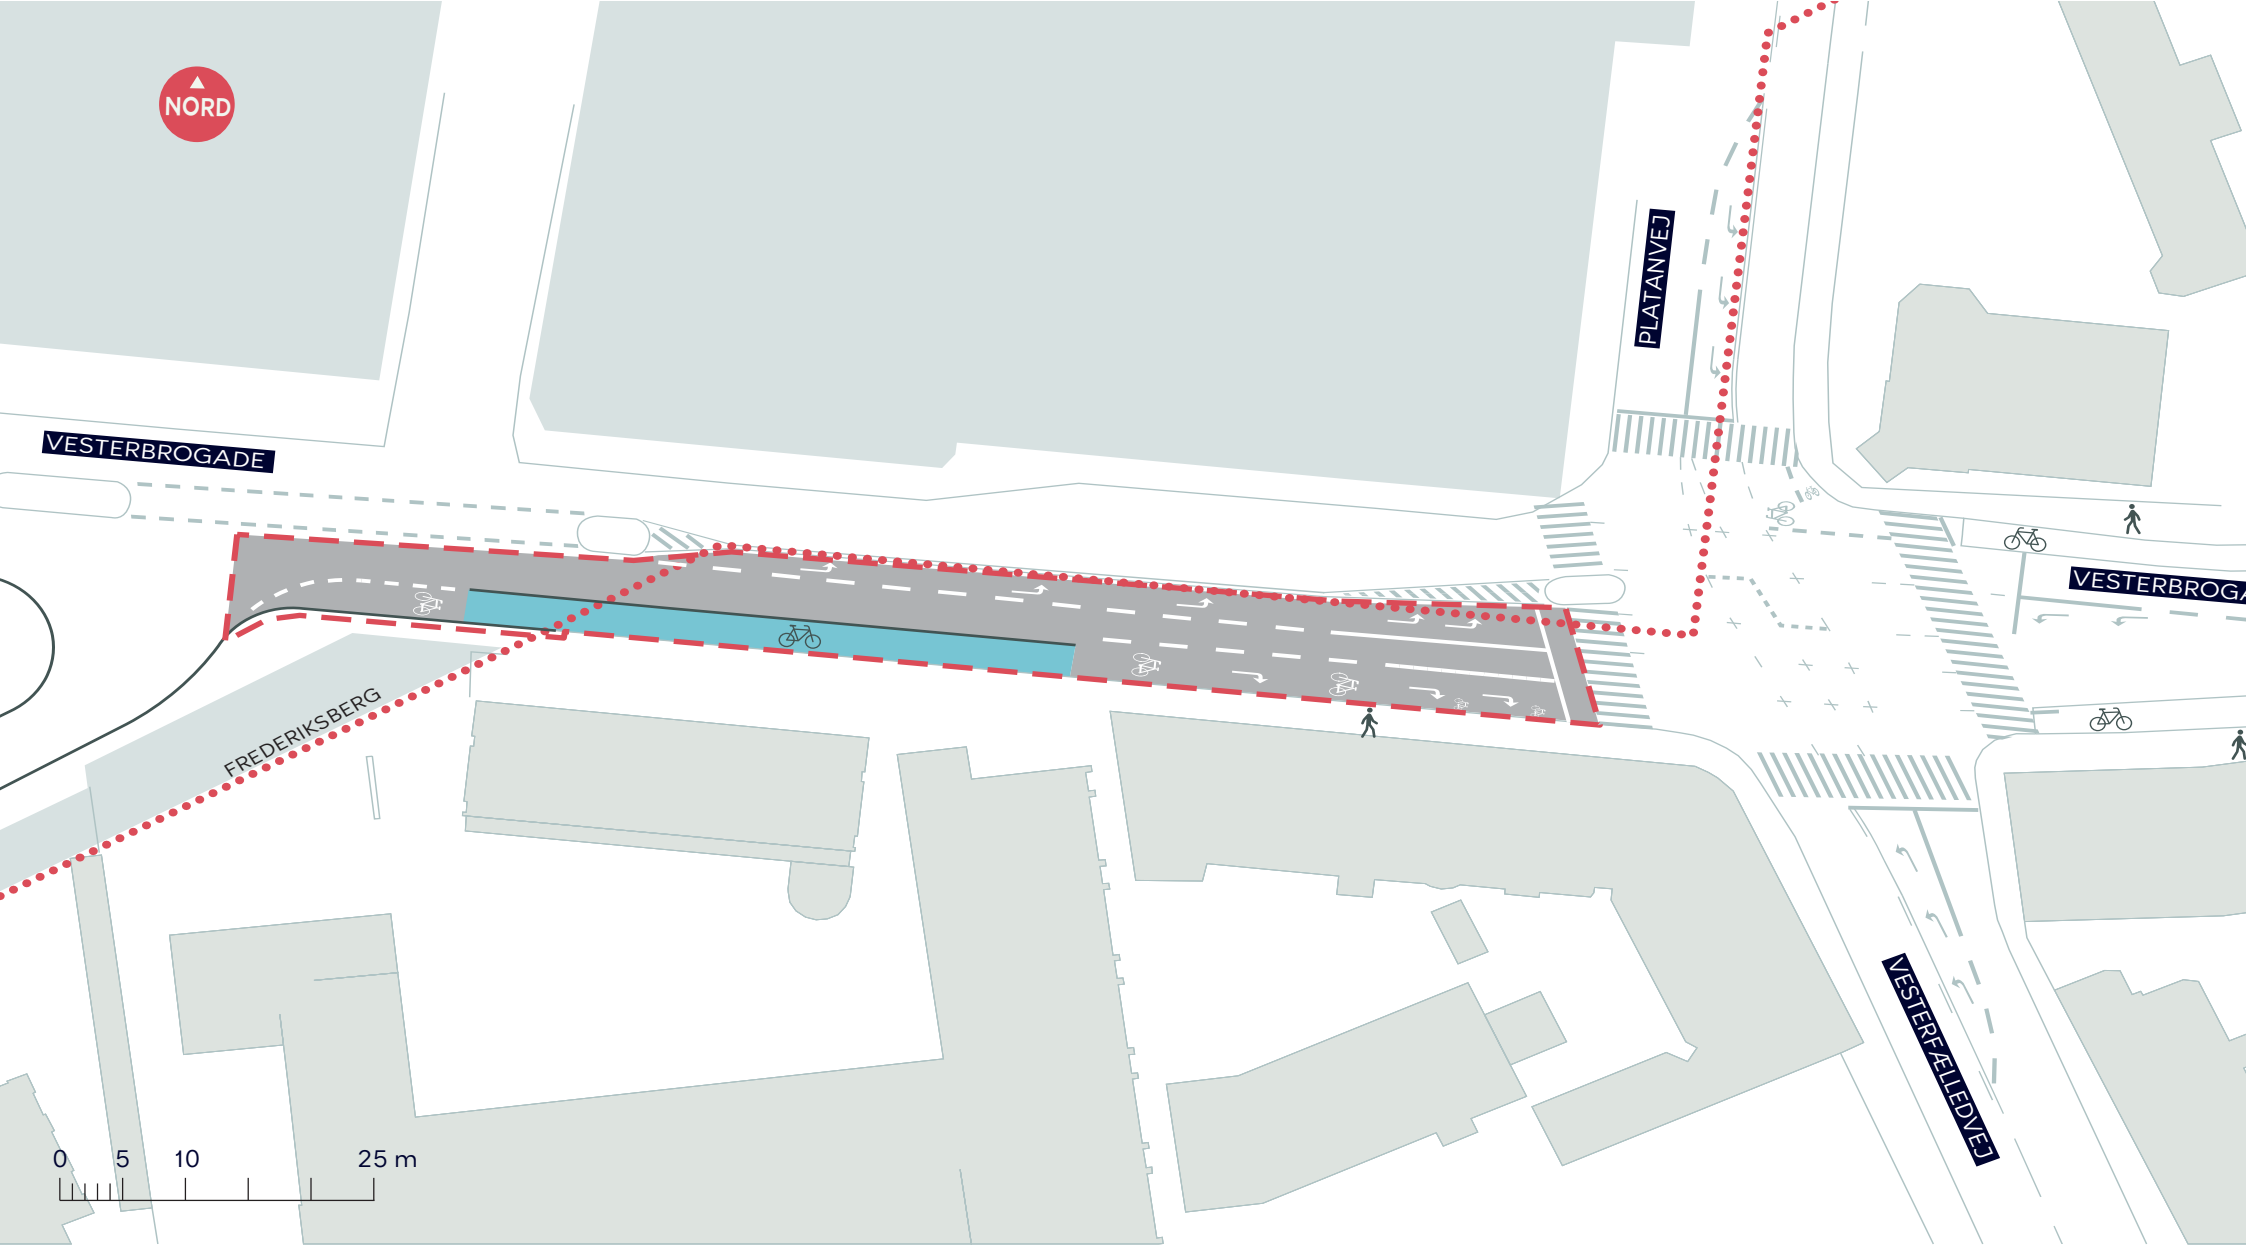 NORD
PLATANVEJ
VESTERBROGADE
VESTERBROGA
FREDERIKSBERG
VESTERFÆLLEDVEJ
0 5 10 25 m